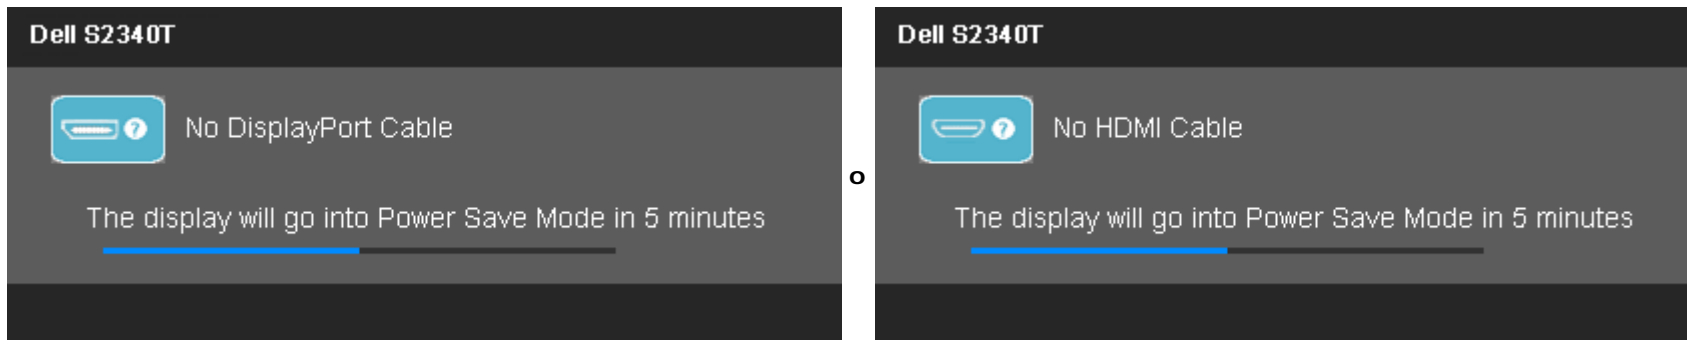 Dell S2340T
No DisplayPort Cable
?
The display will go into Power Save Mode in 5 minutes
o
Dell S2340T
No HDMI Cable
?
The display will go into Power Save Mode in 5 minutes